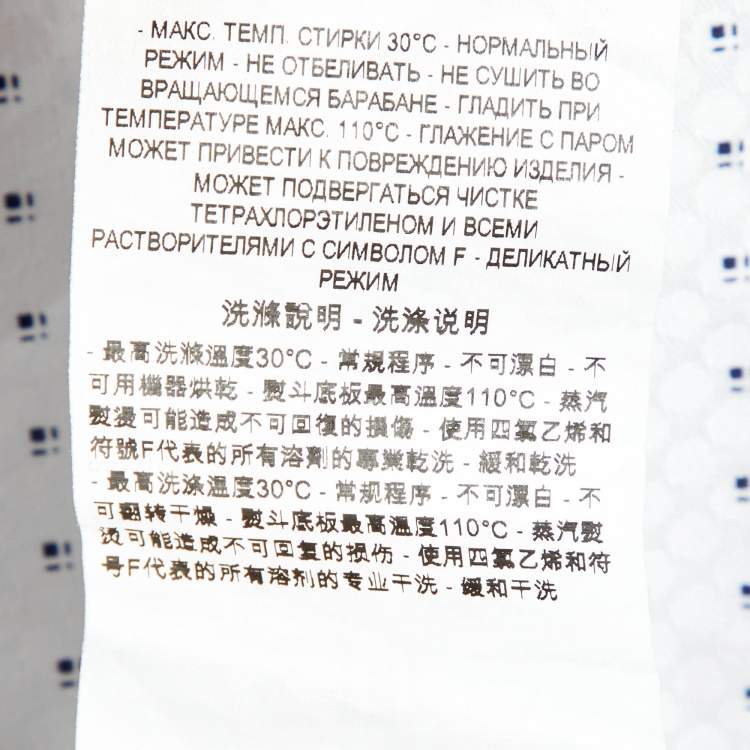 - МАКС. ТЕМП. СТИРКИ 30°C - НОРМАЛЬНЫЙ
РЕЖИМ - НЕ ОТБЕЛИВАТЬ - НЕ СУШИТЬ ВО
ВРАЩАЮЩЕМСЯ БАРАБАНЕ - ГЛАДИТЬ ПРИ
ТЕМПЕРАТУРЕ МАКС. 110°C - ГЛАЖЕНИЕ С ПАРОМ
МОЖЕТ ПРИВЕСТИ К ПОВРЕЖДЕНИЮ ИЗДЕЛИЯ -
МОЖЕТ ПОДВЕРГАТЬСЯ ЧИСТКЕ
ТЕТРАХЛОРЭТИЛЕНОМ И ВСЕМИ
РАСТВОРИТЕЛЯМИ С СИМВОЛОМ F - ДЕЛИКАТНЫЙ
РЕЖИМ
洗滌說明 - 洗涤说明
- 最高洗滌溫度30°C - 常規程序 - 不可漂白 - 不
可用機器烘乾 - 熨斗底板最高溫度110°C - 蒸汽
熨燙可能造成不可回復的損傷 - 使用四氯乙烯和
符號F代表的所有溶劑的專業乾洗 - 緩和乾洗
- 最高洗涤温度30°C - 常规程序 - 不可漂白 - 不
可翻转干燥 - 熨斗底板最高温度110°C - 蒸汽熨
烫可能造成不可回复的损伤 - 使用四氯乙烯和符
号F代表的所有溶剂的专业干洗 - 缓和干洗